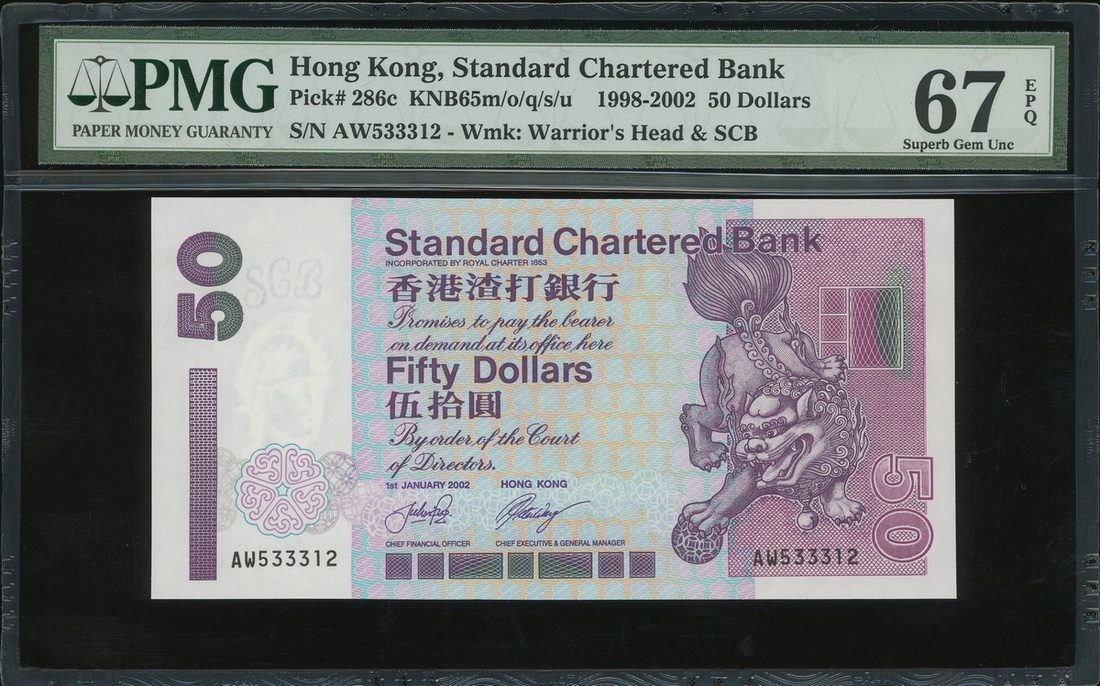 PMG
PAPER MONEY GUARANTY
Hong Kong, Standard Chartered Bank
Pick# 286c KNB65m/o/q/s/u 1998-2002 50 Dollars
S/N AW533312 - Wmk: Warrior's Head & SCB
67
EPQ
Superb Gem Unc
50
SCB
Standard Chartered Bank
INCORPORATED BY ROYAL CHARTER 1853
香港渣打銀行
Promises to pay the bearer
on demand at its office here
Fifty Dollars
伍拾圓
By order of the Court
of Directors.
1st JANUARY 2002 HONG KONG
CHIEF FINANCIAL OFFICER CHIEF EXECUTIVE & GENERAL MANAGER
AW533312
AW533312
50